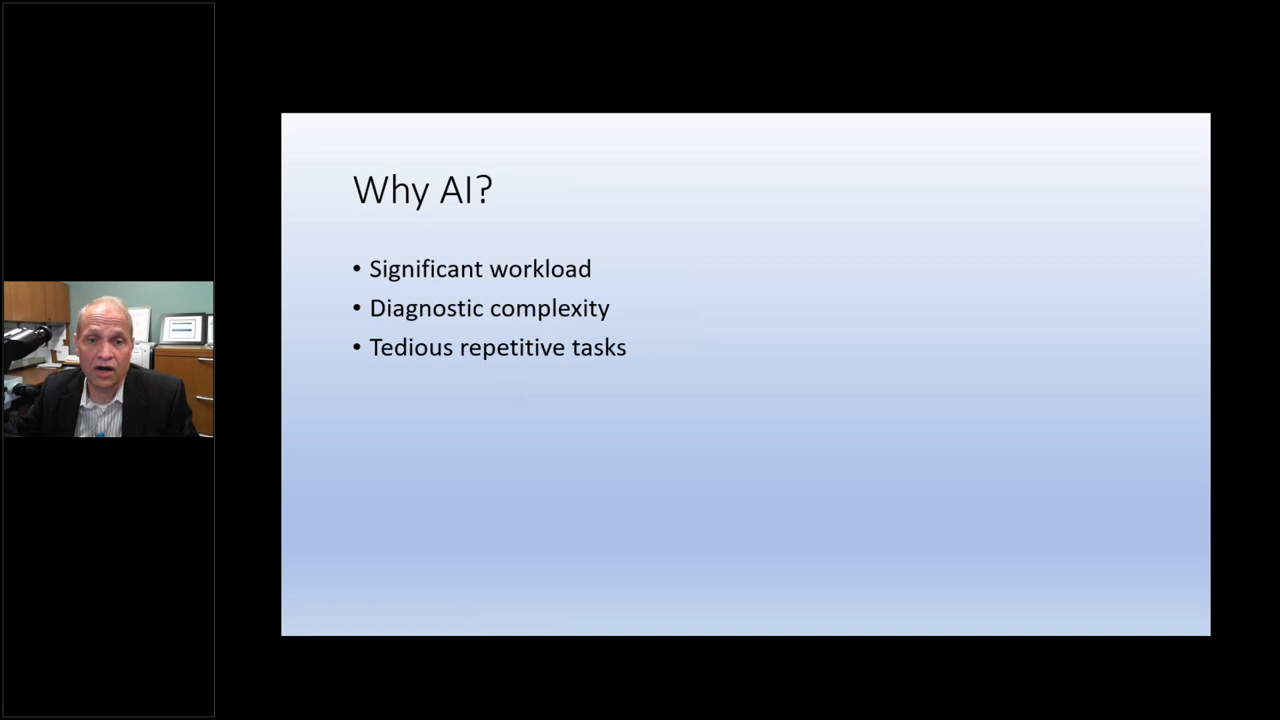 Why AI?
• Significant workload
• Diagnostic complexity
• Tedious repetitive tasks